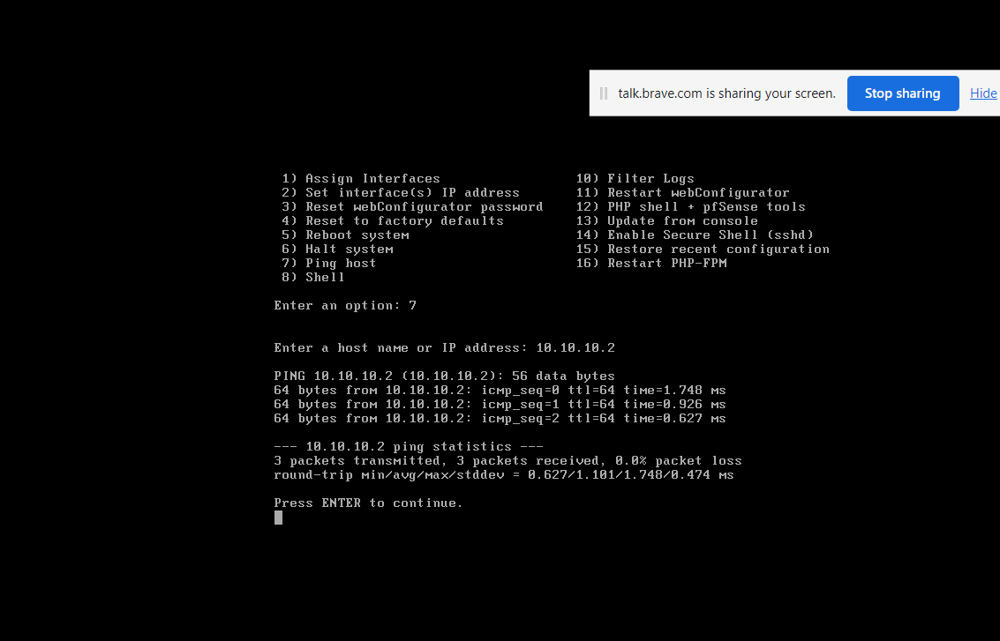 talk.brave.com is sharing your screen. Stop sharing Hide
1) Assign Interfaces 10) Filter Logs
2) Set interface(s) IP address 11) Restart webConfigurator
3) Reset webConfigurator password 12) PHP shell + pfSense tools
4) Reset to factory defaults 13) Update from console
5) Reboot system 14) Enable Secure Shell (sshd)
6) Halt system 15) Restore recent configuration
7) Ping host 16) Restart PHP-FPM
8) Shell
Enter an option: 7
Enter a host name or IP address: 10.10.10.2
PING 10.10.10.2 (10.10.10.2): 56 data bytes
64 bytes from 10.10.10.2: icmp_seq=0 ttl=64 time=1.748 ms
64 bytes from 10.10.10.2: icmp_seq=1 ttl=64 time=0.926 ms
64 bytes from 10.10.10.2: icmp_seq=2 ttl=64 time=0.627 ms
--- 10.10.10.2 ping statistics ---
3 packets transmitted, 3 packets received, 0.0% packet loss
round-trip min/avg/max/stddev = 0.627/1.101/1.748/0.474 ms
Press ENTER to continue.